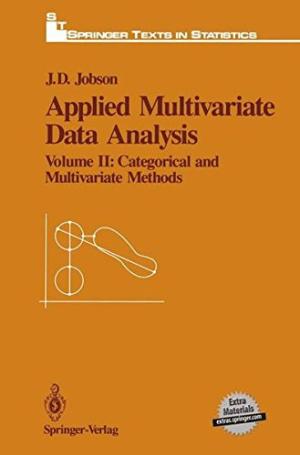 S
T
SPRINGER TEXTS IN STATISTICS
J.D. Jobson
Applied Multivariate
Data Analysis
Volume II: Categorical and
Multivariate Methods
Extra
Materials
extras.springer.com
Springer-Verlag